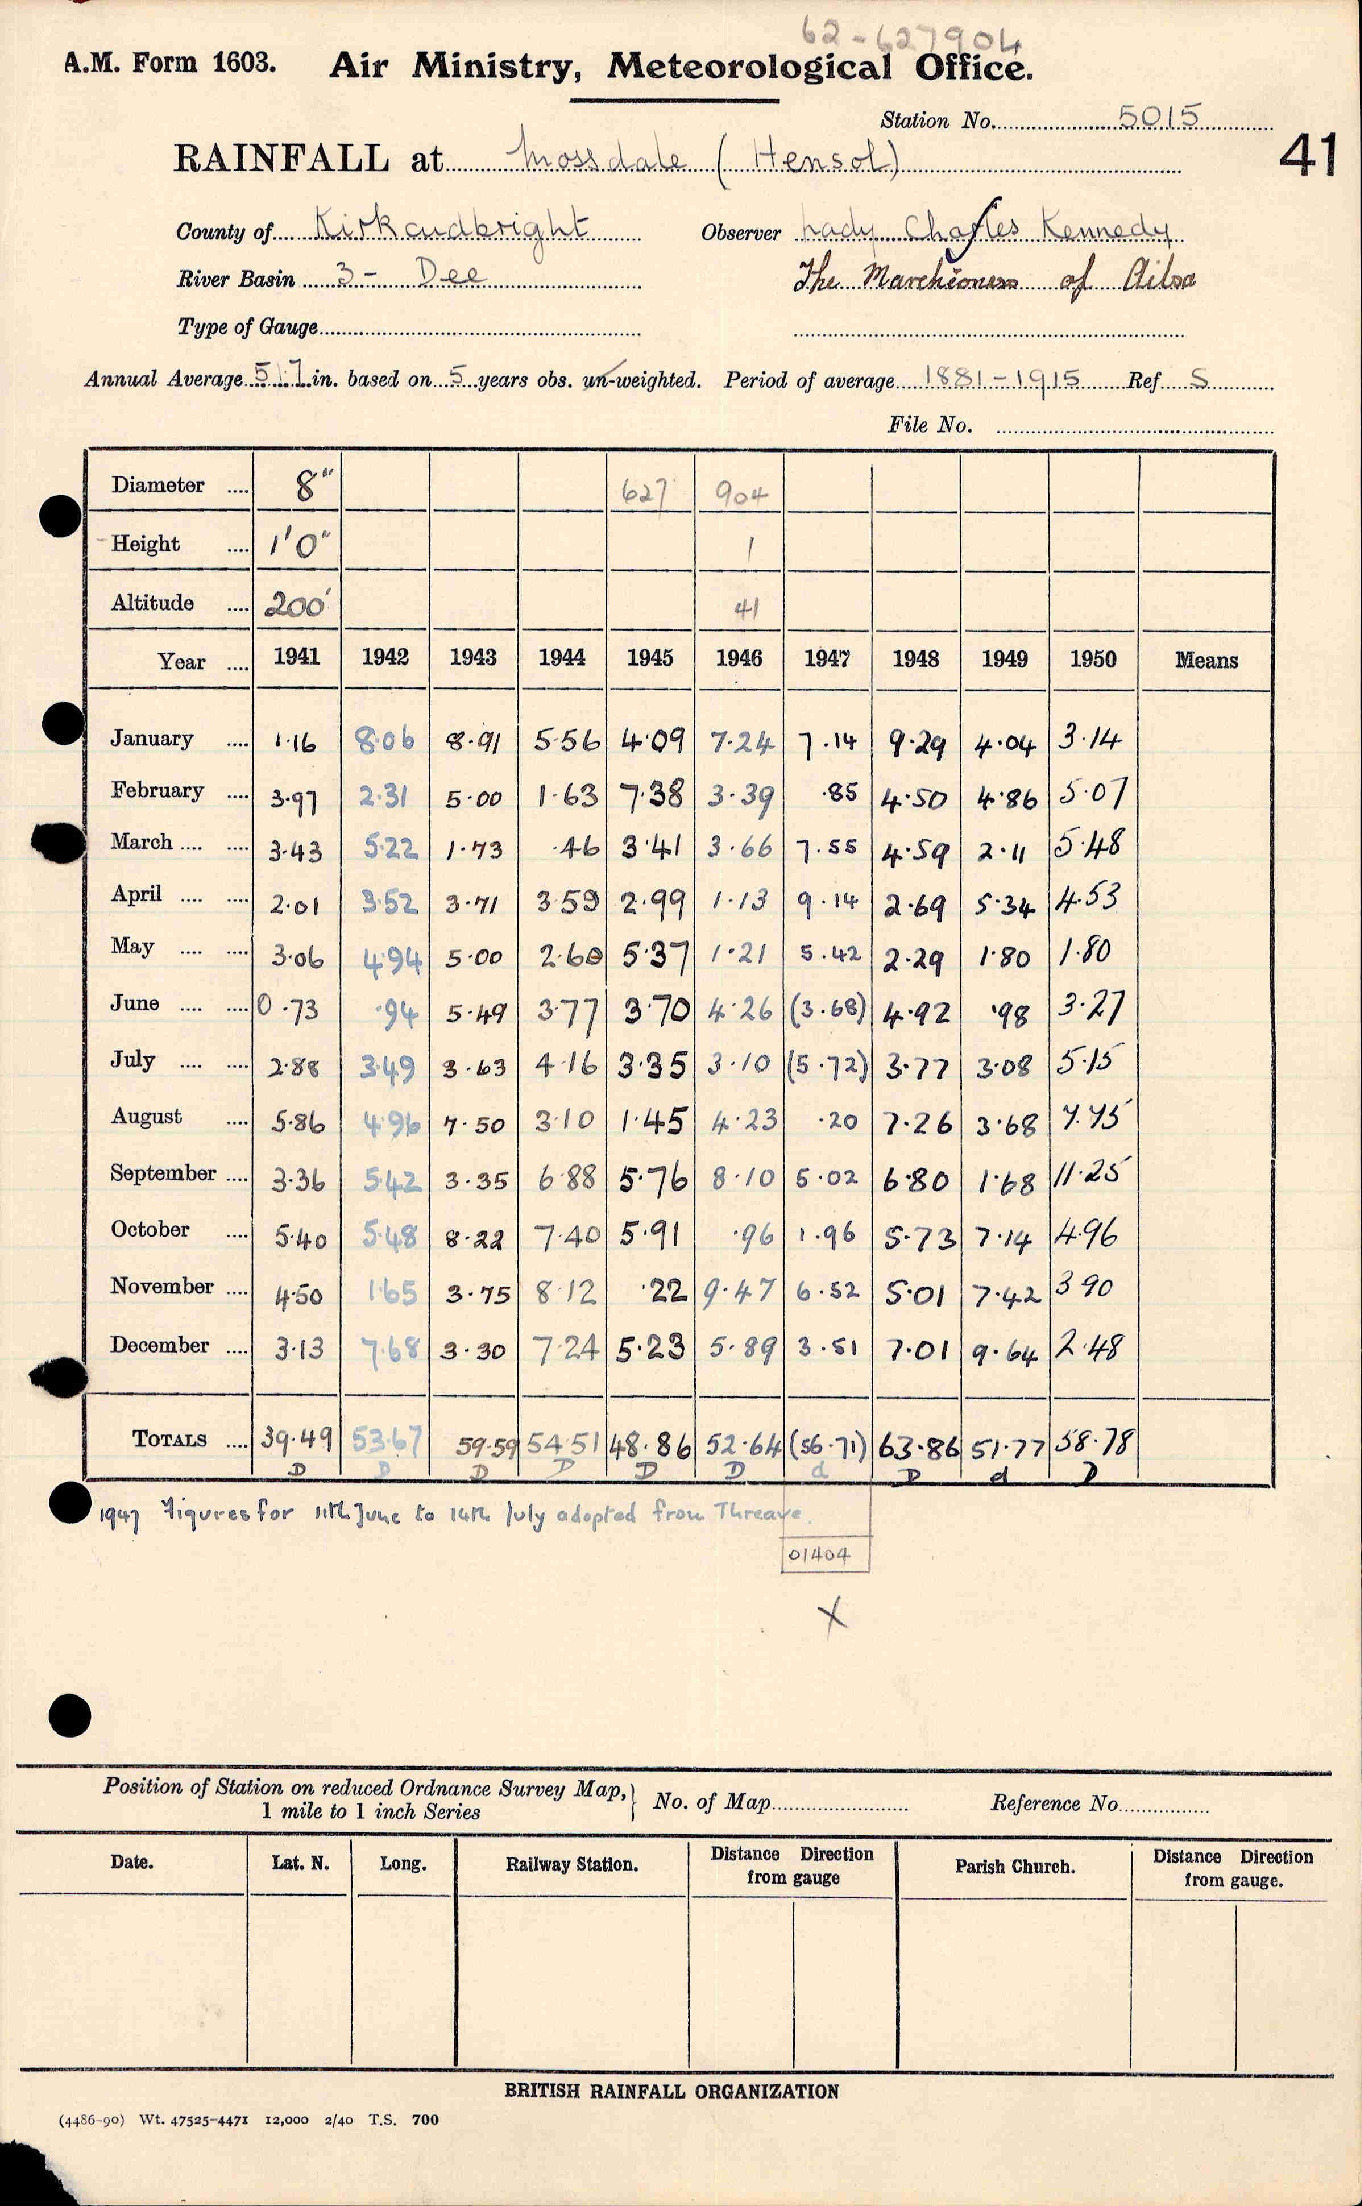 62-627904
A.M. Form 1603. Air Ministry, Meteorological Office.
Station No. 5015
RAINFALL at Mossdale (Hensol)
41
County of Kirkcudbright Observer Lady Charles Kennedy
River Basin 3- Dee The Marchioness of Ailsa
Type of Gauge
Annual Average 51.7 in. based on 5 years obs. un-weighted. Period of average 1881-1915 Ref S
File No.
Diameter .... 8" 627 904
Height .... 1'0" 1
Altitude .... 200' 41
Year .... 1941 1942 1943 1944 1945 1946 1947 1948 1949 1950 Means
January .... 1.16 8.06 8.91 5.56 4.09 7.24 7.14 9.29 4.04 3.14
February .... 3.97 2.31 5.00 1.63 7.38 3.39 .85 4.50 4.86 5.07
March .... .... 3.43 5.22 1.73 .46 3.41 3.66 7.55 4.59 2.11 5.48
April .... .... 2.01 3.52 3.71 3.59 2.99 1.13 9.14 2.69 5.34 4.53
May .... .... 3.06 4.94 5.00 2.60 5.37 1.21 5.42 2.29 1.80 1.80
June .... .... 0.73 .94 5.49 3.77 3.70 4.26 (3.68) 4.92 .98 3.27
July .... .... 2.88 3.49 3.63 4.16 3.35 3.10 (5.72) 3.77 3.08 5.15
August .... 5.86 4.96 7.50 3.10 1.45 4.23 .20 7.26 3.68 7.75
September .... 3.36 5.42 3.35 6.88 5.76 8.10 5.02 6.80 1.68 11.25
October .... 5.40 5.48 8.22 7.40 5.91 .96 1.96 5.73 7.14 4.96
November .... 4.50 1.65 3.75 8.12 .22 9.47 6.52 5.01 7.42 3.90
December .... 3.13 7.68 3.30 7.24 5.23 5.89 3.51 7.01 9.64 2.48
TOTALS .... 39.49 53.67 59.59 54.51 48.86 52.64 (56.71) 63.86 51.77 58.78
D D D D D D d D d D
1947 Figures for 11th June to 14th July adopted from Threave.
01404
X
Position of Station on reduced Ordnance Survey Map, } No. of Map Reference No.
1 mile to 1 inch Series
Date. Lat. N. Long. Railway Station. Distance Direction from gauge Parish Church. Distance Direction from gauge.
BRITISH RAINFALL ORGANIZATION
(4486-90) Wt. 47525-4471 12,000 2/40 T.S. 700